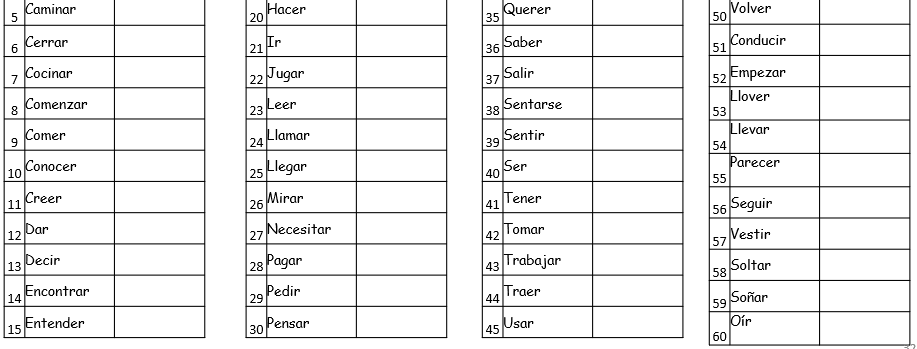 5 Caminar
6 Cerrar
7 Cocinar
8 Comenzar
9 Comer
10 Conocer
11 Creer
12 Dar
13 Decir
14 Encontrar
15 Entender
20 Hacer
21 Ir
22 Jugar
23 Leer
24 Llamar
25 Llegar
26 Mirar
27 Necesitar
28 Pagar
29 Pedir
30 Pensar
35 Querer
36 Saber
37 Salir
38 Sentarse
39 Sentir
40 Ser
41 Tener
42 Tomar
43 Trabajar
44 Traer
45 Usar
50 Volver
51 Conducir
52 Empezar
53 Llover
54 Llevar
55 Parecer
56 Seguir
57 Vestir
58 Soltar
59 Soñar
60 Oír